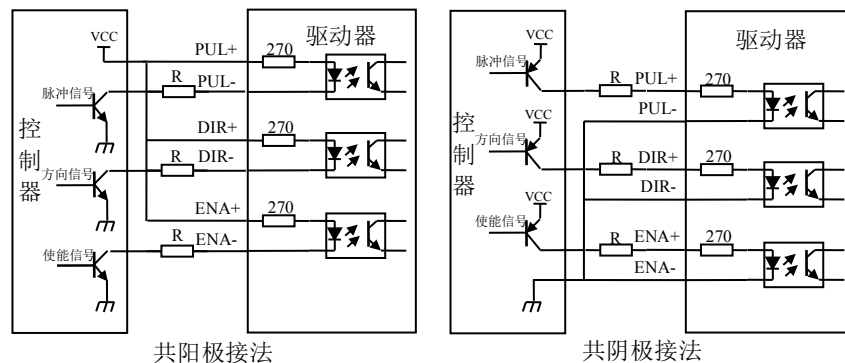 VCC
脉冲信号
方向信号
使能信号
控制器
R
R
R
PUL+
PUL-
DIR+
DIR-
ENA+
ENA-
驱动器
270
270
270
共阳极接法
VCC
脉冲信号
VCC
方向信号
VCC
使能信号
控制器
R
R
R
PUL+
PUL-
DIR+
DIR-
ENA+
ENA-
驱动器
270
270
270
共阴极接法